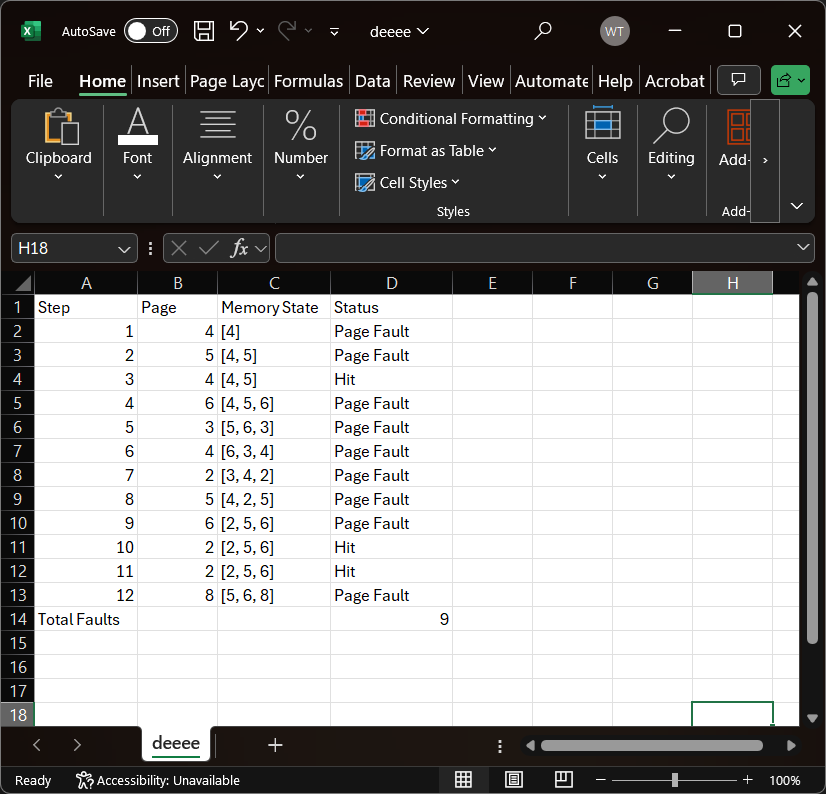 AutoSave Off deeee WT
File Home Insert Page Layc Formulas Data Review View Automate Help Acrobat
Clipboard Font Alignment Number Conditional Formatting Format as Table Cell Styles Styles Cells Editing Add- Add-
H18 fx
A B C D E F G H
1 Step Page Memory State Status
2 1 4 [4] Page Fault
3 2 5 [4, 5] Page Fault
4 3 4 [4, 5] Hit
5 4 6 [4, 5, 6] Page Fault
6 5 3 [5, 6, 3] Page Fault
7 6 4 [6, 3, 4] Page Fault
8 7 2 [3, 4, 2] Page Fault
9 8 5 [4, 2, 5] Page Fault
10 9 6 [2, 5, 6] Page Fault
11 10 2 [2, 5, 6] Hit
12 11 2 [2, 5, 6] Hit
13 12 8 [5, 6, 8] Page Fault
14 Total Faults 9
15
16
17
18
deeee
Ready Accessibility: Unavailable 100%